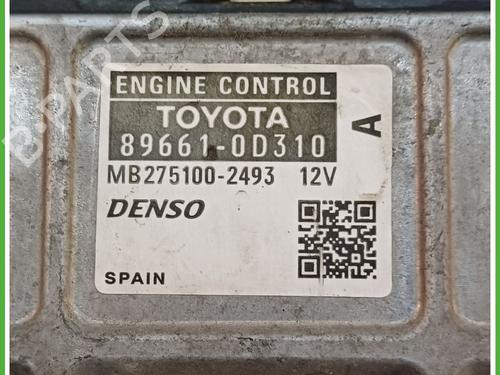 ENGINE CONTROL
TOYOTA
89661-0D310
A
MB275100-2493 12V
DENSO
SPAIN